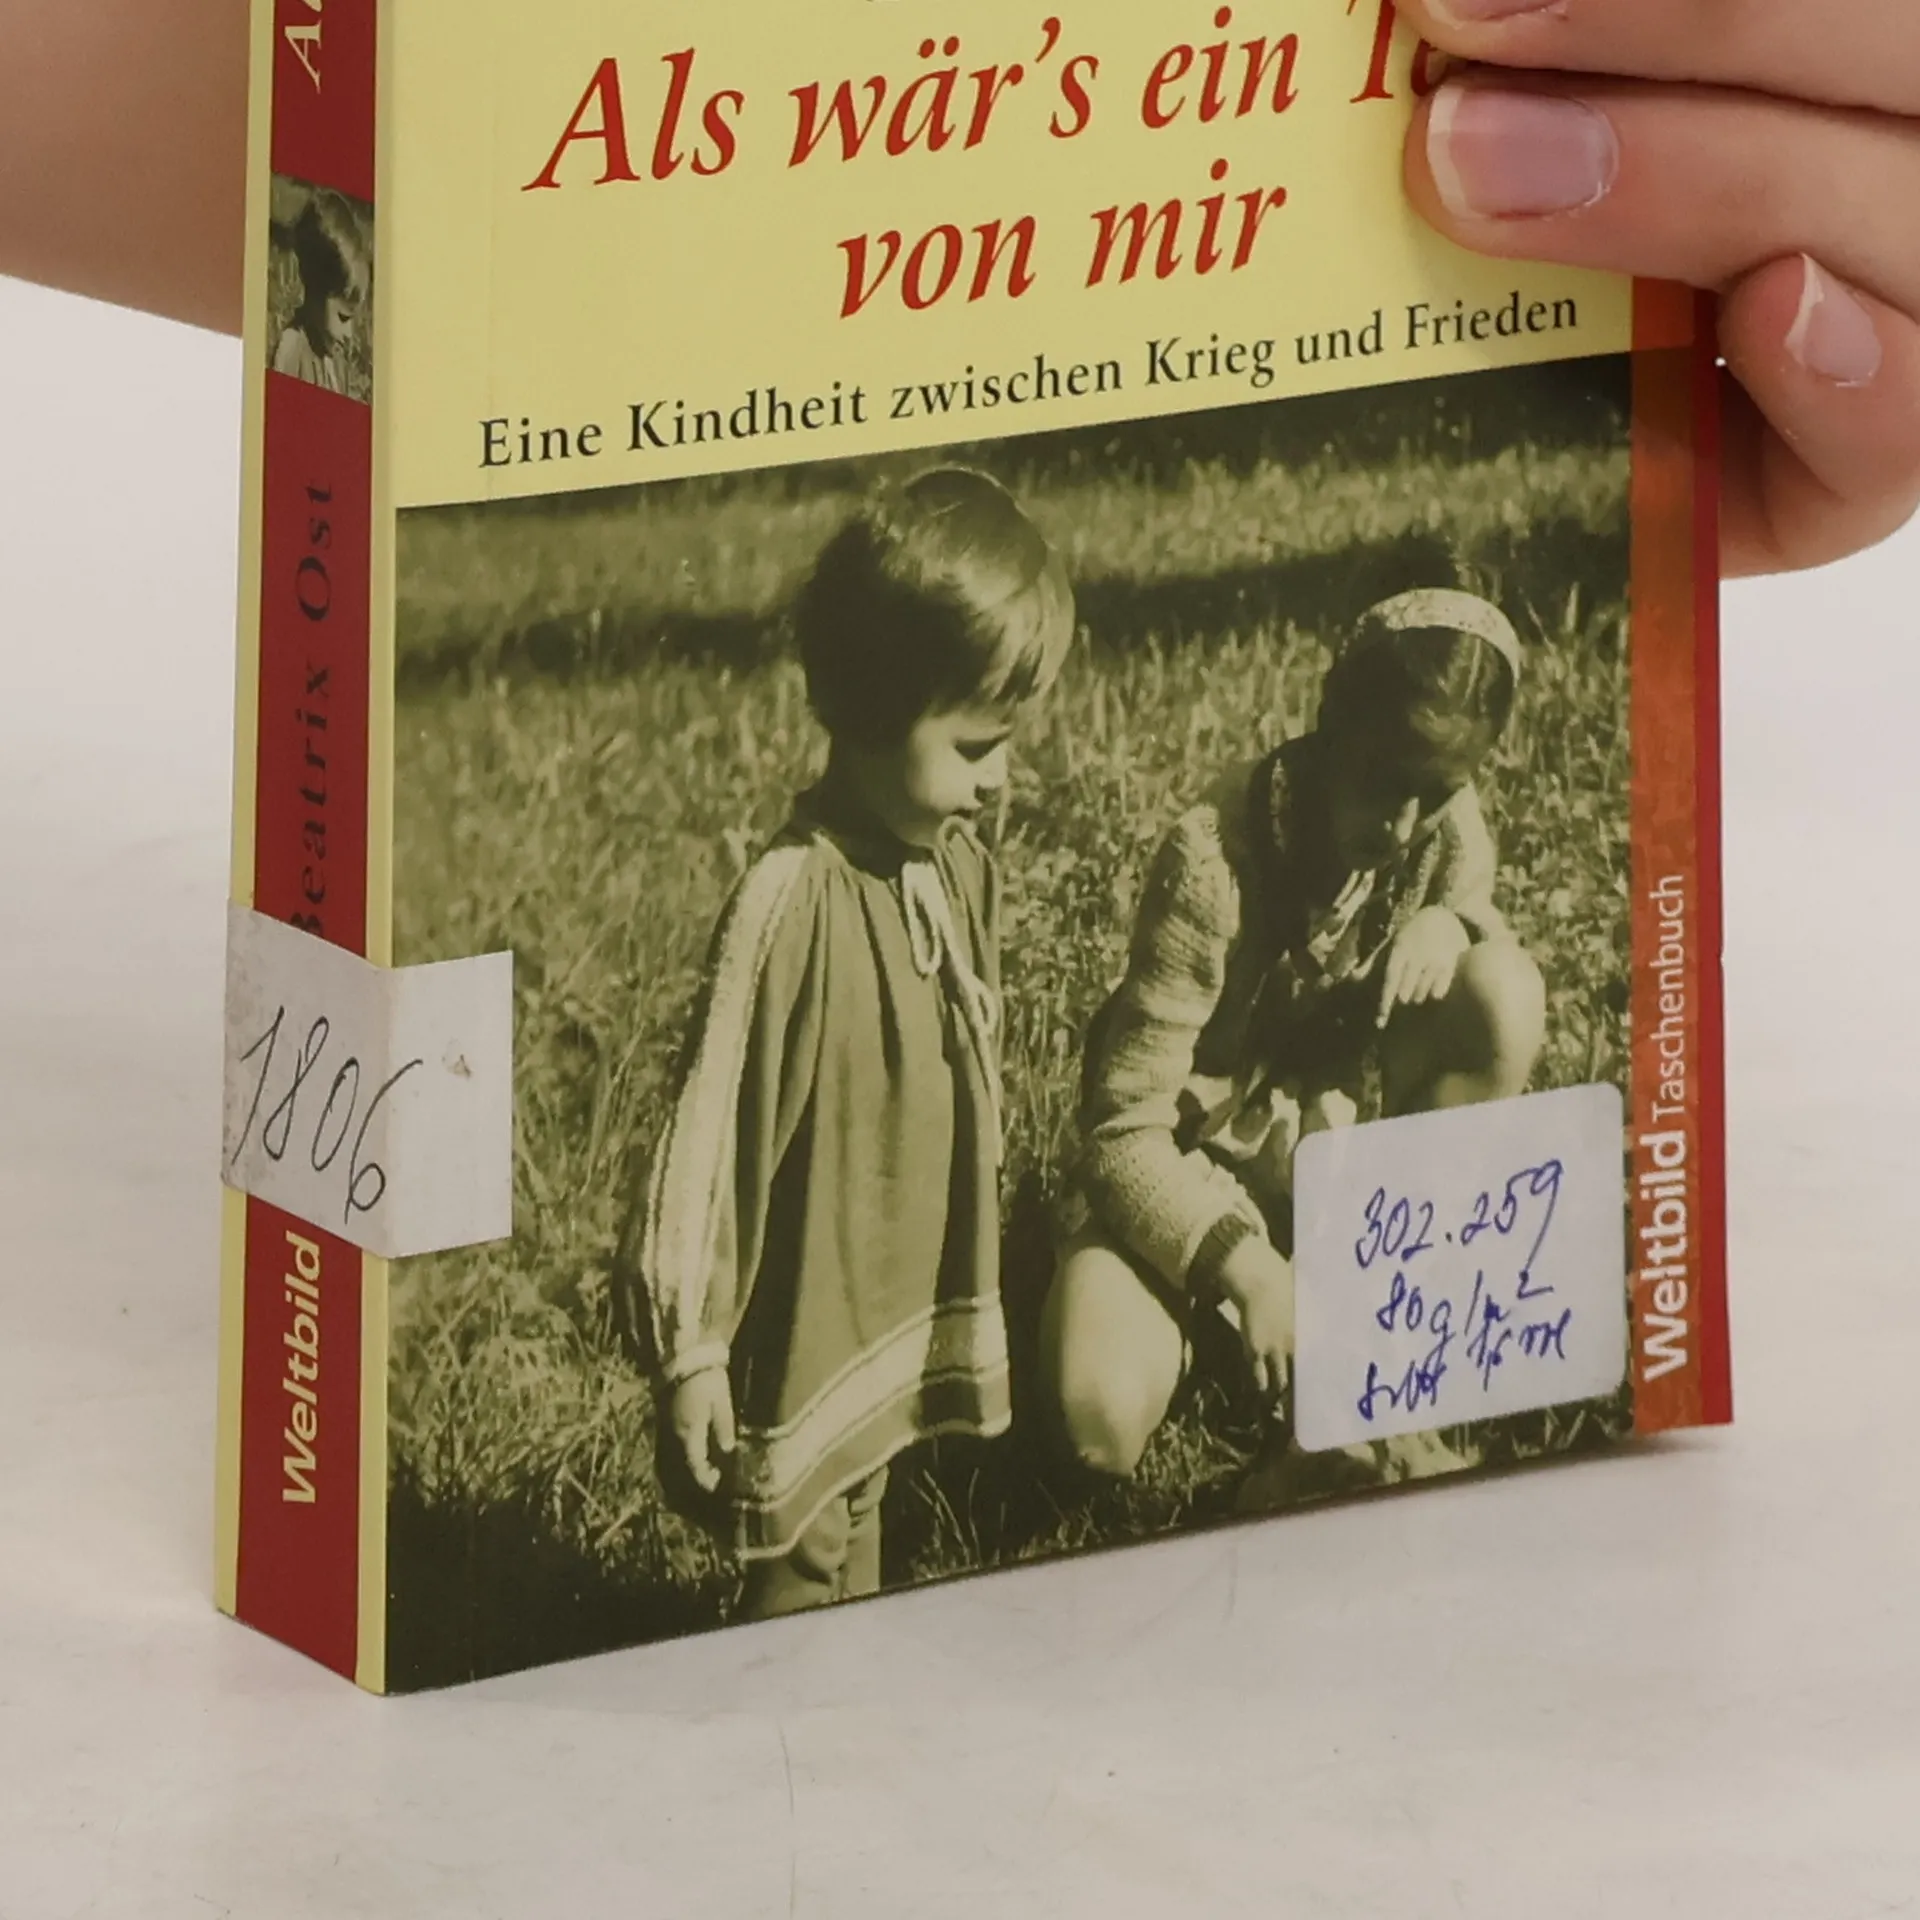 Als wär's ein
von mir
Eine Kindheit zwischen Krieg und Frieden
Beatrix Ost
Weltbild
1806
Weltbild Taschenbuch
302.259
80g/m²